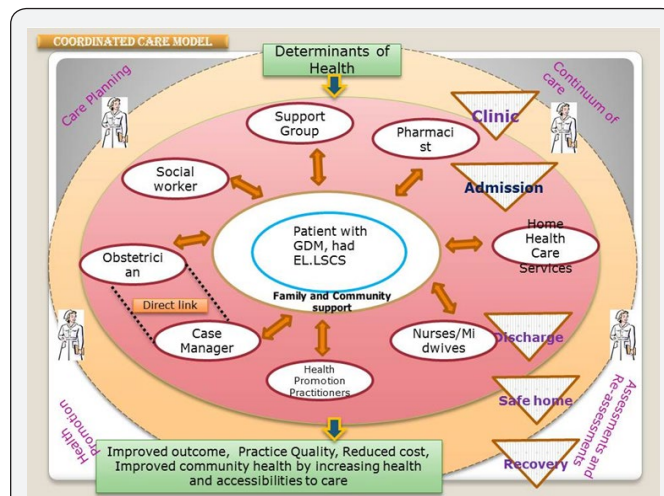 COORDINATED CARE MODEL
Determinants of
Health
Care Planning
Continuum of
care
Support
Group
Pharmaci
st
Clinic
Social
worker
Admission
Patient with
GDM, had
EL.LSCS
Home
Health Care
Services
Obstetrici
an
Family and Community
support
Direct link
Case
Manager
Nurses/Mi
dwives
Discharge
Health
Promotion
Practitioners
Safe home
Health
Promotion
Assessments and
Re-assessments
Improved outcome, Practice Quality, Reduced cost,
Improved community health by increasing health
and accessibilities to care
Recovery